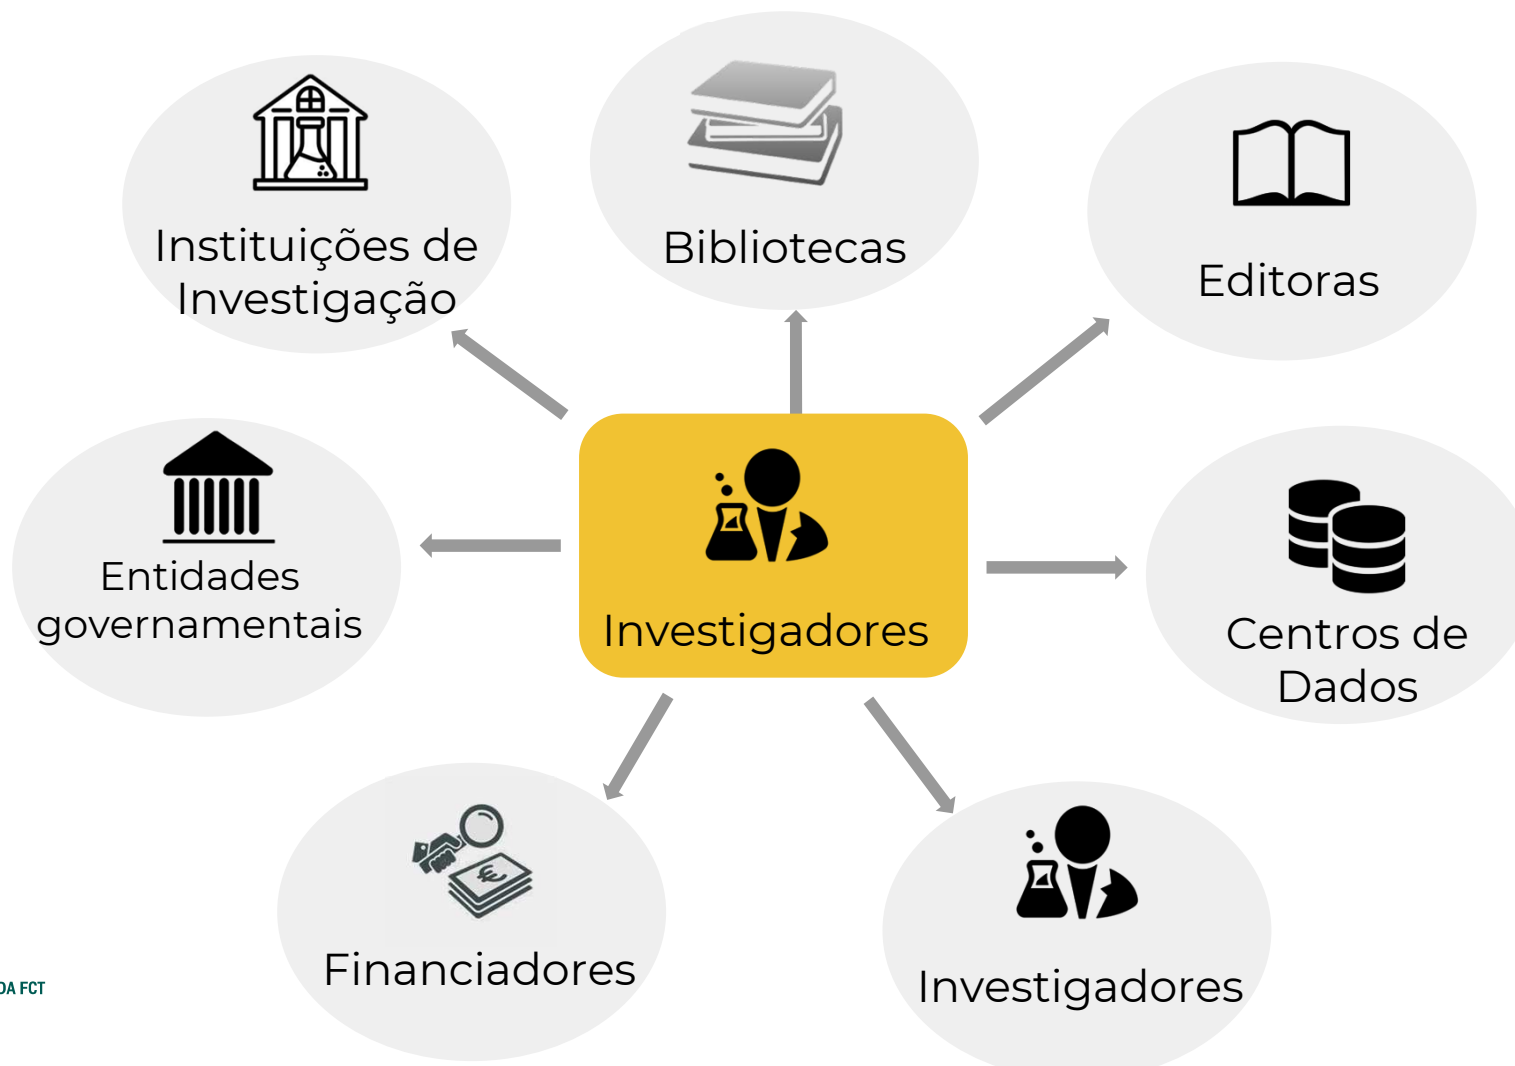 Instituições de
Investigação
Bibliotecas
Editoras
Entidades
governamentais
Investigadores
Centros de
Dados
Financiadores
Investigadores
DA FCT